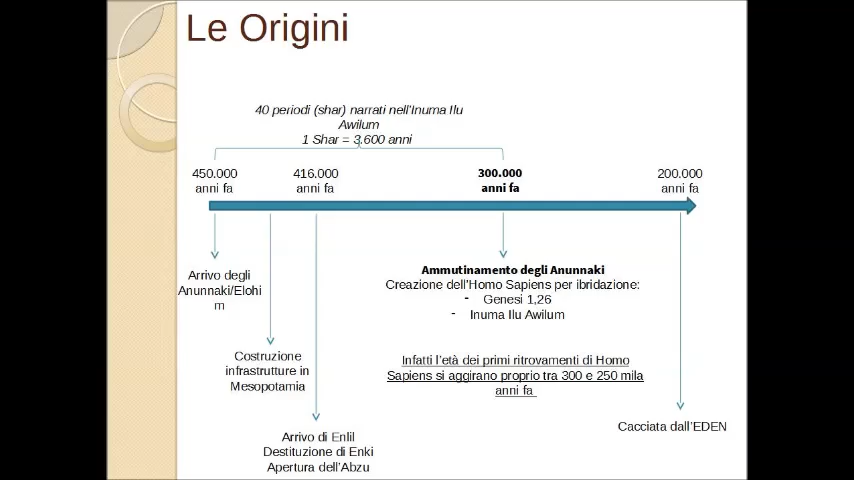 Le Origini
40 periodi (shar) narrati nell'Inuma Ilu
Awilum
1 Shar = 3.600 anni
450.000
anni fa
416.000
anni fa
300.000
anni fa
200.000
anni fa
Arrivo degli
Anunnaki/Elohi
m
Costruzione
infrastrutture in
Mesopotamia
Arrivo di Enlil
Destituzione di Enki
Apertura dell'Abzu
Ammutinamento degli Anunnaki
Creazione dell'Homo Sapiens per ibridazione:
- Genesi 1,26
- Inuma Ilu Awilum
Infatti l'età dei primi ritrovamenti di Homo
Sapiens si aggirano proprio tra 300 e 250 mila
anni fa
Cacciata dall'EDEN